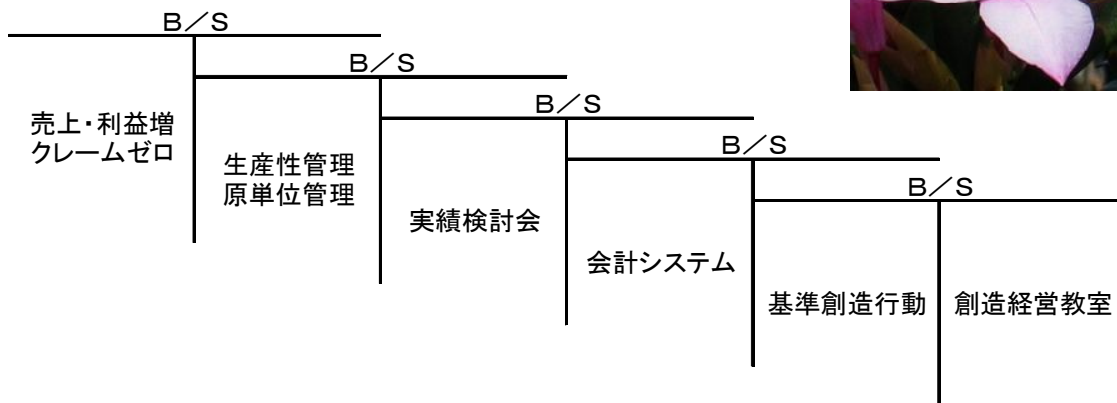 B／S
売上・利益増
クレームゼロ
B／S
生産性管理
原単位管理
B／S
実績検討会
B／S
会計システム
B／S
基準創造行動
創造経営教室